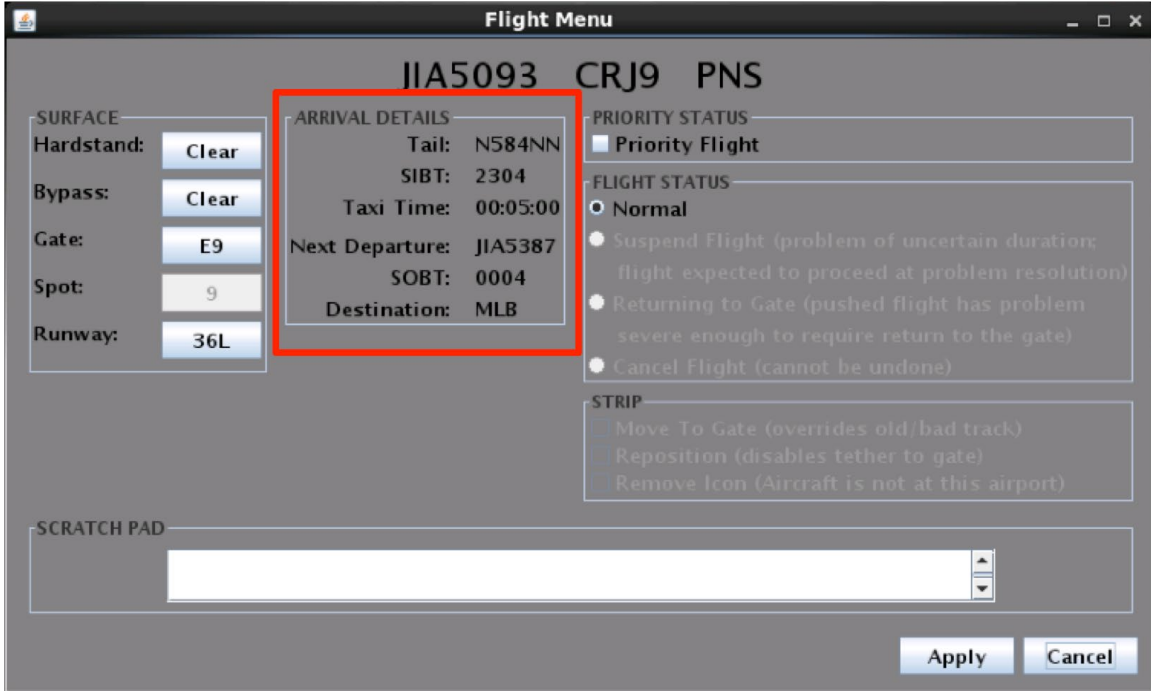 Flight Menu
JIA5093 CRJ9 PNS
SURFACE
Hardstand: Clear
Bypass: Clear
Gate: E9
Spot: 9
Runway: 36L
ARRIVAL DETAILS
Tail: N584NN
SIBT: 2304
Taxi Time: 00:05:00
Next Departure: JIA5387
SOBT: 0004
Destination: MLB
PRIORITY STATUS
Priority Flight
FLIGHT STATUS
Normal
Suspend Flight (problem of uncertain duration;
flight expected to proceed at problem resolution)
Returning to Gate (pushed flight has problem
severe enough to require return to the gate)
Cancel Flight (cannot be undone)
STRIP
Move To Gate (overrides old/bad track)
Reposition (disables tether to gate)
Remove Icon (Aircraft is not at this airport)
SCRATCH PAD
Apply Cancel